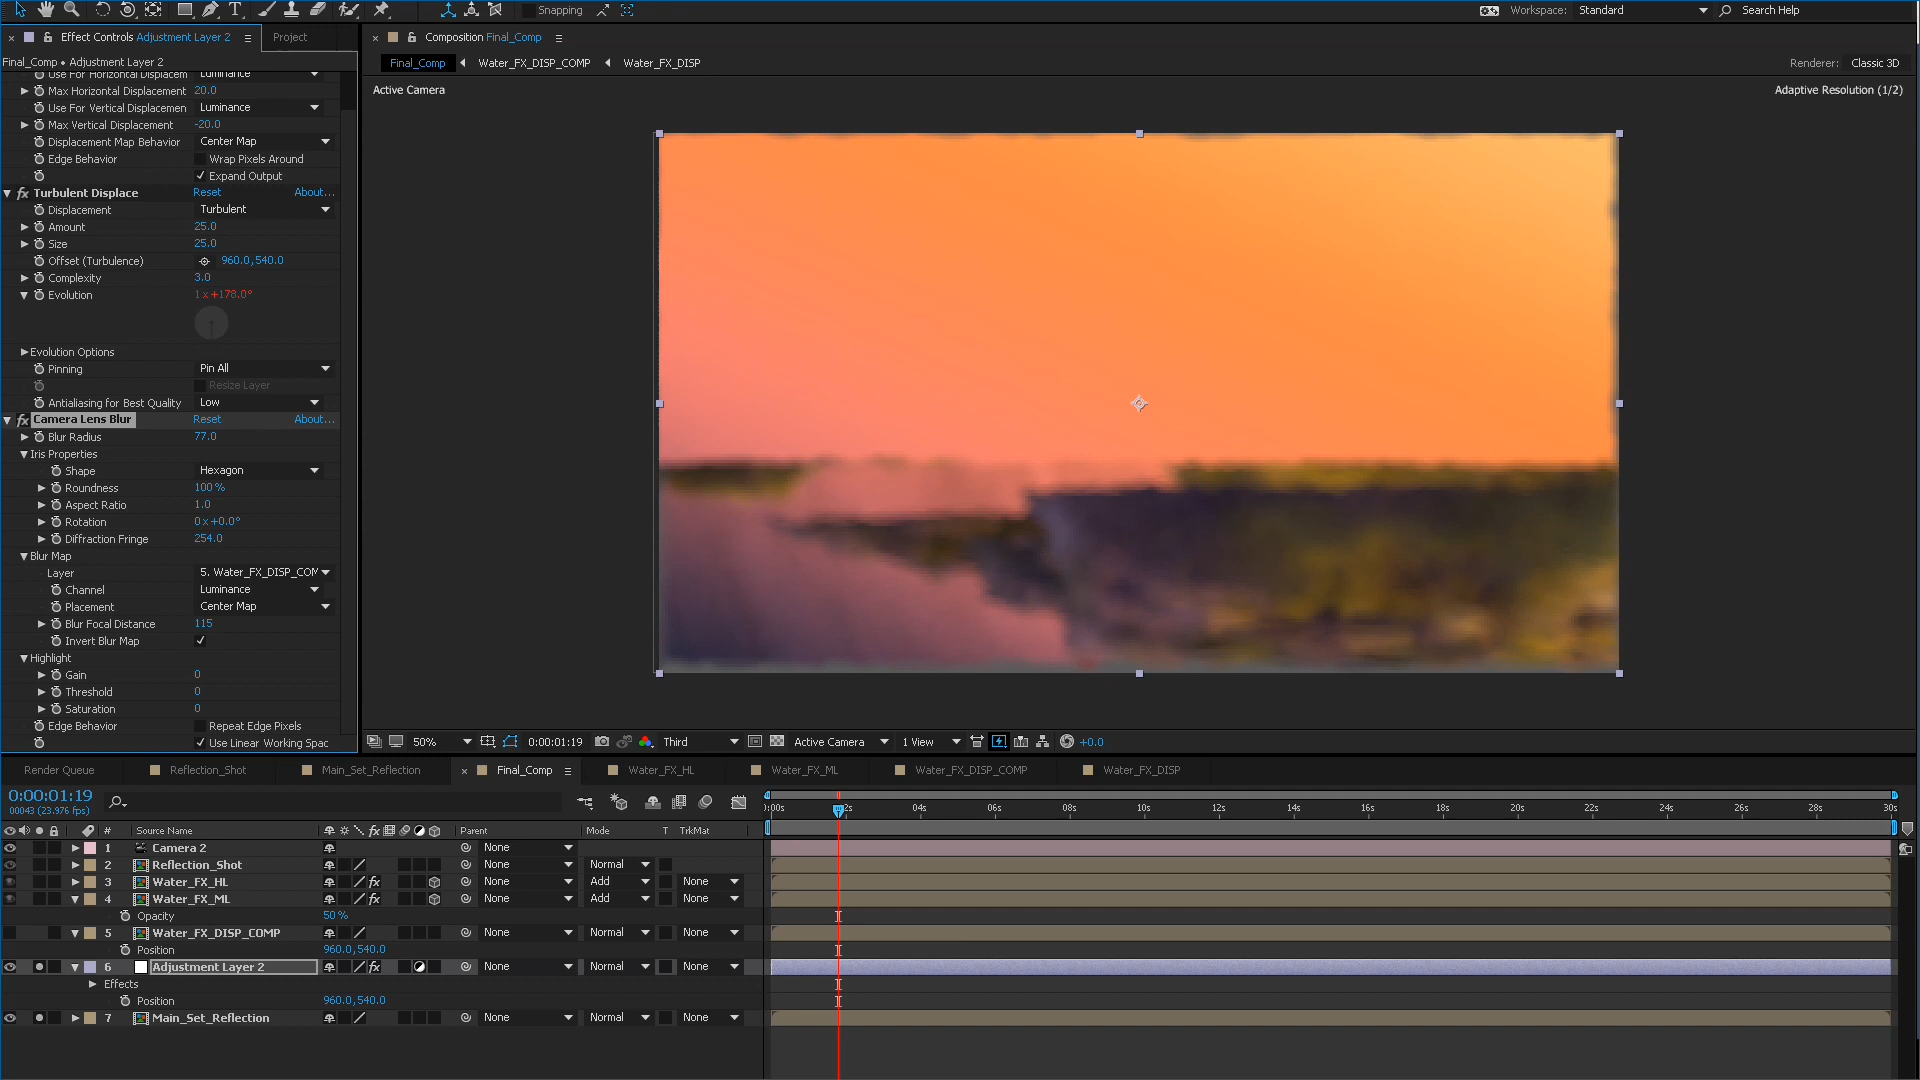 Snapping
Workspace: Standard
Search Help
Effect Controls Adjustment Layer 2
Project
Composition Final_Comp
Final_Comp • Adjustment Layer 2
Final_Comp
Water_FX_DISP_COMP
Water_FX_DISP
Renderer: Classic 3D
Active Camera
Adaptive Resolution (1/2)
Use For Horizontal Displacem Luminance
Max Horizontal Displacement 20.0
Use For Vertical Displacemen Luminance
Max Vertical Displacement -20.0
Displacement Map Behavior Center Map
Edge Behavior Wrap Pixels Around
Expand Output
fx Turbulent Displace Reset About...
Displacement Turbulent
Amount 25.0
Size 25.0
Offset (Turbulence) 960.0,540.0
Complexity 3.0
Evolution 1x+178.0°
Evolution Options
Pinning Pin All
Resize Layer
Antialiasing for Best Quality Low
fx Camera Lens Blur Reset About...
Blur Radius 77.0
Iris Properties
Shape Hexagon
Roundness 100%
Aspect Ratio 1.0
Rotation 0x+0.0°
Diffraction Fringe 254.0
Blur Map
Layer 5. Water_FX_DISP_COM
Channel Luminance
Placement Center Map
Blur Focal Distance 115
Invert Blur Map
Highlight
Gain 0
Threshold 0
Saturation 0
Edge Behavior Repeat Edge Pixels
Use Linear Working Spac
50% 0:00:01:19 Third Active Camera 1 View +0.0
Render Queue
Reflection_Shot
Main_Set_Reflection
Final_Comp
Water_FX_HL
Water_FX_ML
Water_FX_DISP_COMP
Water_FX_DISP
0:00:01:19
00043 (23.976 fps)
):00s 2s 04s 06s 08s 10s 12s 14s 16s 18s 20s 22s 24s 26s 28s 30s
# Source Name fx Parent Mode T TrkMat
1 Camera 2 None
2 Reflection_Shot None Normal
3 Water_FX_HL fx None Add None
4 Water_FX_ML fx None Add None
Opacity 50%
5 Water_FX_DISP_COMP None Normal None
Position 960.0,540.0
6 Adjustment Layer 2 fx None Normal None
Effects
Position 960.0,540.0
7 Main_Set_Reflection None Normal None